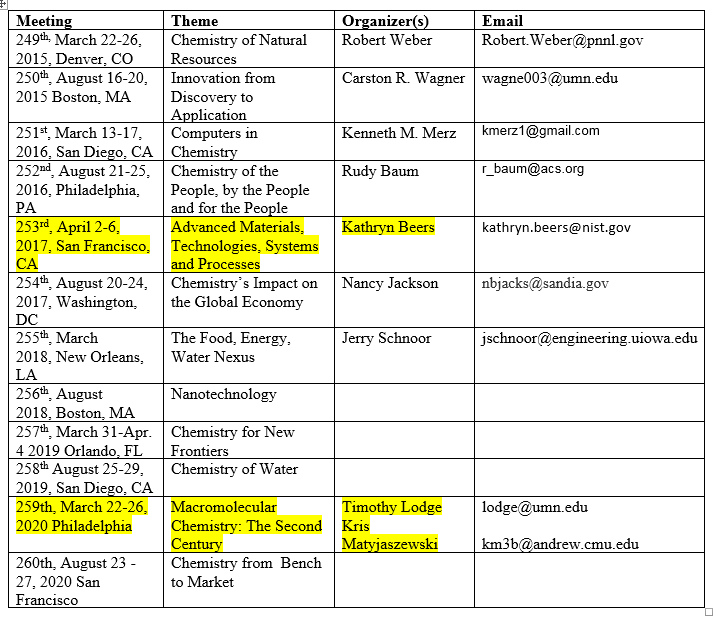 Meeting Theme Organizer(s) Email
249th, March 22-26, Chemistry of Natural Robert Weber Robert.Weber@pnnl.gov
2015, Denver, CO Resources
250th, August 16-20, Innovation from Carston R. Wagner wagne003@umn.edu
2015 Boston, MA Discovery to
Application
251st, March 13-17, Computers in Kenneth M. Merz kmerz1@gmail.com
2016, San Diego, CA Chemistry
252nd, August 21-25, Chemistry of the Rudy Baum r_baum@acs.org
2016, Philadelphia, People, by the People
PA and for the People
253rd, April 2-6, Advanced Materials, Kathryn Beers kathryn.beers@nist.gov
2017, San Francisco, Technologies, Systems
CA and Processes
254th, August 20-24, Chemistry's Impact on Nancy Jackson nbjacks@sandia.gov
2017, Washington, the Global Economy
DC
255th, March The Food, Energy, Jerry Schnoor jschnoor@engineering.uiowa.edu
2018, New Orleans, Water Nexus
LA
256th, August Nanotechnology
2018, Boston, MA
257th, March 31-Apr. Chemistry for New
4 2019 Orlando, FL Frontiers
258th August 25-29, Chemistry of Water
2019, San Diego, CA
259th, March 22-26, Macromolecular Timothy Lodge lodge@umn.edu
2020 Philadelphia Chemistry: The Second Kris
Century Matyjaszewski km3b@andrew.cmu.edu
260th, August 23 - Chemistry from Bench
27, 2020 San to Market
Francisco